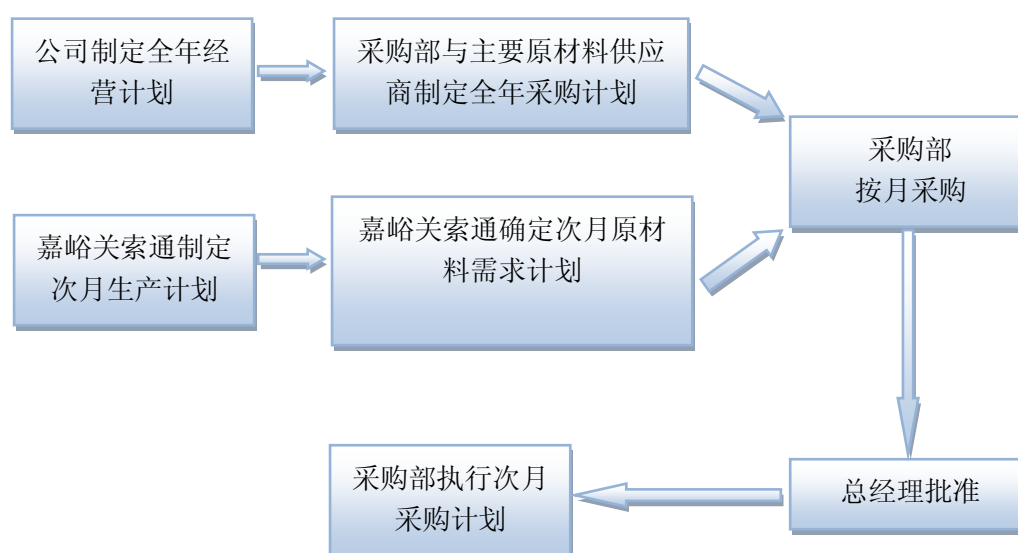 公司制定全年经
营计划
采购部与主要原材料供应
商制定全年采购计划
采购部
按月采购
嘉峪关索通制定
次月生产计划
嘉峪关索通确定次月原材
料需求计划
采购部执行次月
采购计划
总经理批准